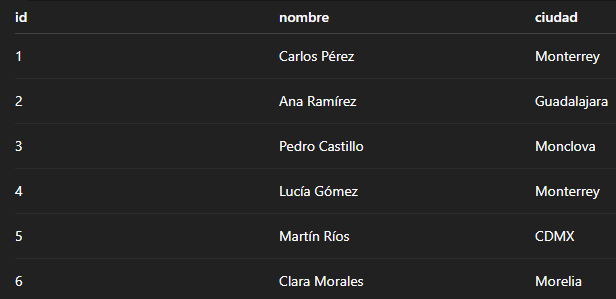 id nombre ciudad
1 Carlos Pérez Monterrey
2 Ana Ramírez Guadalajara
3 Pedro Castillo Monclova
4 Lucía Gómez Monterrey
5 Martín Ríos CDMX
6 Clara Morales Morelia